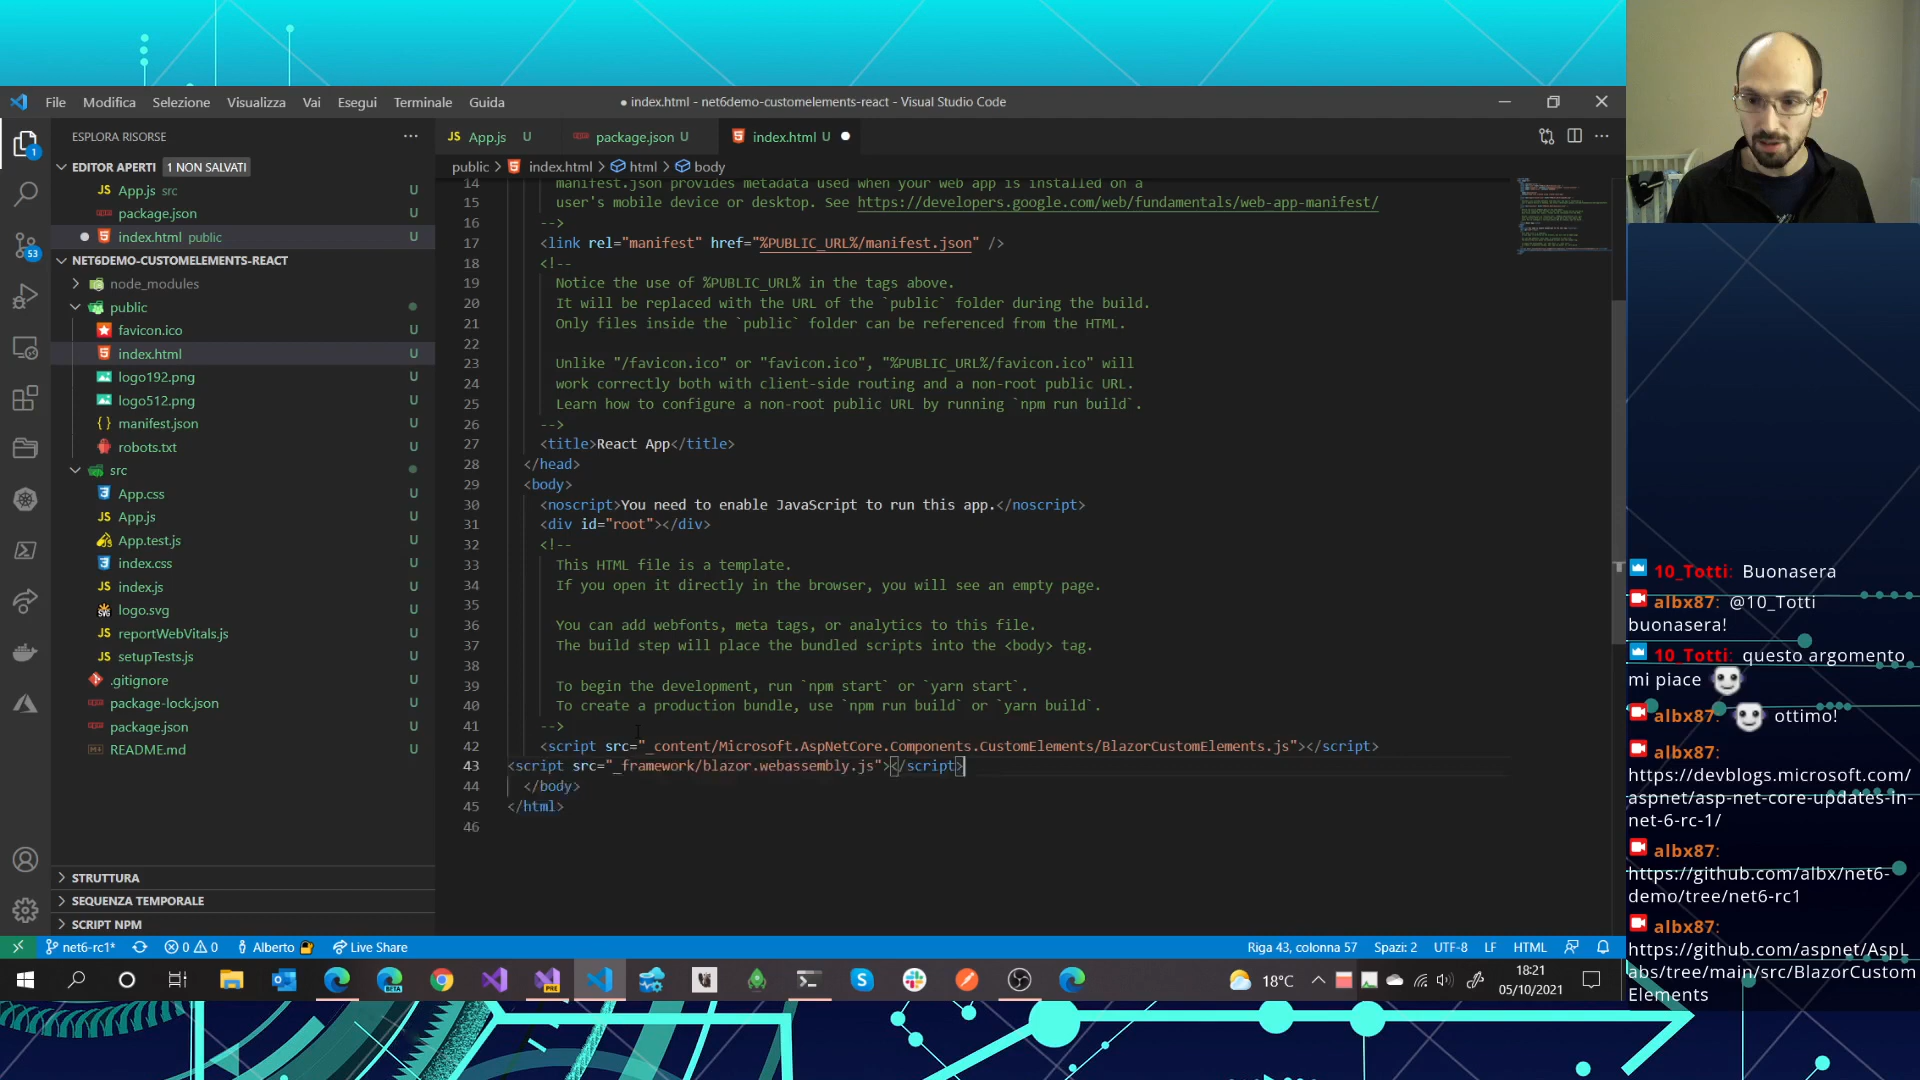 File Modifica Selezione Visualizza Vai Esegui Terminale Guida
● index.html - net6demo-customelements-react - Visual Studio Code
ESPLORA RISORSE
EDITOR APERTI 1 NON SALVATI
App.js src U
package.json U
index.html public U
NET6DEMO-CUSTOMELEMENTS-REACT
node_modules
public
favicon.ico U
index.html U
logo192.png U
logo512.png U
manifest.json U
robots.txt U
src
App.css U
App.js U
App.test.js U
index.css U
index.js U
logo.svg U
reportWebVitals.js U
setupTests.js U
.gitignore U
package-lock.json U
package.json U
README.md U
STRUTTURA
SEQUENZA TEMPORALE
SCRIPT NPM
1
53
App.js U package.json U index.html U
public > index.html > html > body
14 manifest.json provides metadata used when your web app is installed on a
15 user's mobile device or desktop. See https://developers.google.com/web/fundamentals/web-app-manifest/
16 -->
17 <link rel="manifest" href="%PUBLIC_URL%/manifest.json" />
18 <!--
19 Notice the use of %PUBLIC_URL% in the tags above.
20 It will be replaced with the URL of the `public` folder during the build.
21 Only files inside the `public` folder can be referenced from the HTML.
22
23 Unlike "/favicon.ico" or "favicon.ico", "%PUBLIC_URL%/favicon.ico" will
24 work correctly both with client-side routing and a non-root public URL.
25 Learn how to configure a non-root public URL by running `npm run build`.
26 -->
27 <title>React App</title>
28 </head>
29 <body>
30 <noscript>You need to enable JavaScript to run this app.</noscript>
31 <div id="root"></div>
32 <!--
33 This HTML file is a template.
34 If you open it directly in the browser, you will see an empty page.
35
36 You can add webfonts, meta tags, or analytics to this file.
37 The build step will place the bundled scripts into the <body> tag.
38
39 To begin the development, run `npm start` or `yarn start`.
40 To create a production bundle, use `npm run build` or `yarn build`.
41 -->
42 <script src="_content/Microsoft.AspNetCore.Components.CustomElements/BlazorCustomElements.js"></script>
43 <script src="_framework/blazor.webassembly.js"></script>
44 </body>
45 </html>
46
net6-rc1* 0 0 Alberto Live Share
Riga 43, colonna 57 Spazi: 2 UTF-8 LF HTML
BETA
PRE
18°C
18:21
05/10/2021
10_Totti: Buonasera
albx87: @10_Totti
buonasera!
10_Totti: questo argomento
mi piace
albx87: ottimo!
albx87:
https://devblogs.microsoft.com/
aspnet/asp-net-core-updates-in-
net-6-rc-1/
albx87:
https://github.com/albx/net6-
demo/tree/net6-rc1
albx87:
https://github.com/aspnet/AspL
abs/tree/main/src/BlazorCustom
Elements